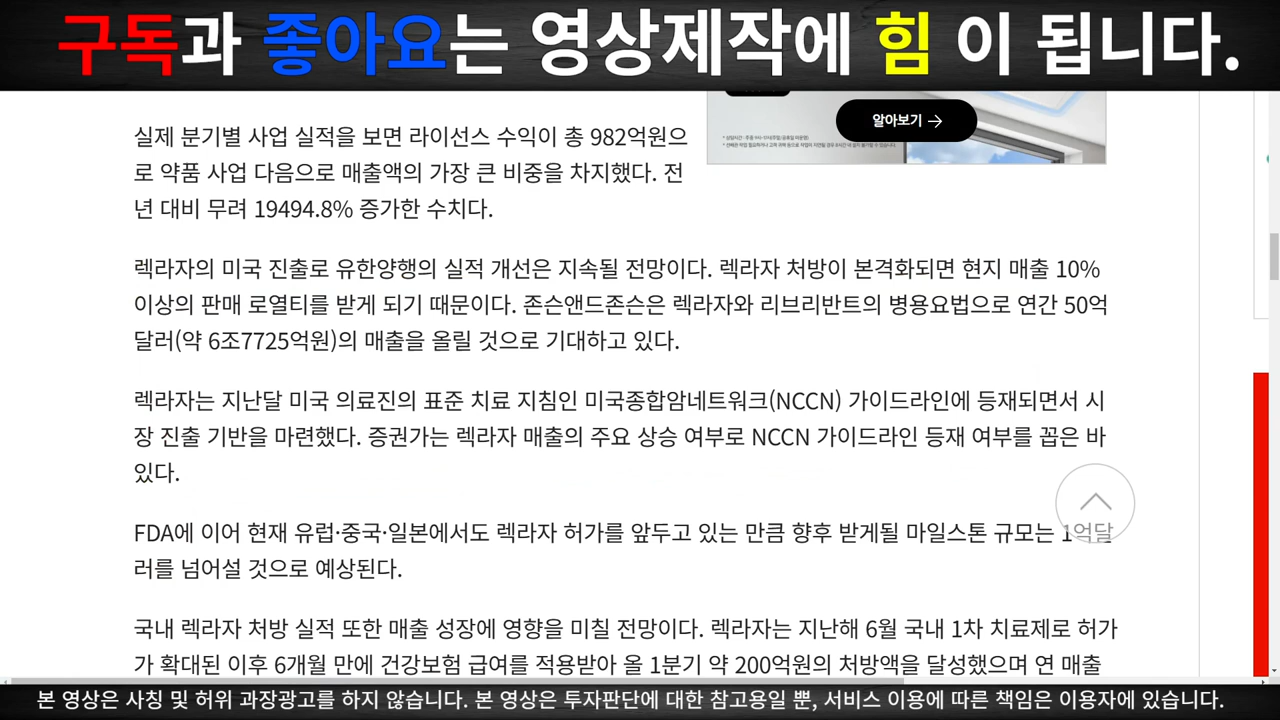 구독과 좋아요는 영상제작에 힘 이 됩니다.
알아보기 →
실제 분기별 사업 실적을 보면 라이선스 수익이 총 982억원으
로 약품 사업 다음으로 매출액의 가장 큰 비중을 차지했다. 전
년 대비 무려 19494.8% 증가한 수치다.
렉라자의 미국 진출로 유한양행의 실적 개선은 지속될 전망이다. 렉라자 처방이 본격화되면 현지 매출 10%
이상의 판매 로열티를 받게 되기 때문이다. 존슨앤드존슨은 렉라자와 리브리반트의 병용요법으로 연간 50억
달러(약 6조7725억원)의 매출을 올릴 것으로 기대하고 있다.
렉라자는 지난달 미국 의료진의 표준 치료 지침인 미국종합암네트워크(NCCN) 가이드라인에 등재되면서 시
장 진출 기반을 마련했다. 증권가는 렉라자 매출의 주요 상승 여부로 NCCN 가이드라인 등재 여부를 꼽은 바
있다.
FDA에 이어 현재 유럽·중국·일본에서도 렉라자 허가를 앞두고 있는 만큼 향후 받게될 마일스톤 규모는 1억달
러를 넘어설 것으로 예상된다.
국내 렉라자 처방 실적 또한 매출 성장에 영향을 미칠 전망이다. 렉라자는 지난해 6월 국내 1차 치료제로 허가
가 확대된 이후 6개월 만에 건강보험 급여를 적용받아 올 1분기 약 200억원의 처방액을 달성했으며 연 매출
본 영상은 사칭 및 허위 과장광고를 하지 않습니다. 본 영상은 투자판단에 대한 참고용일 뿐, 서비스 이용에 따른 책임은 이용자에 있습니다.